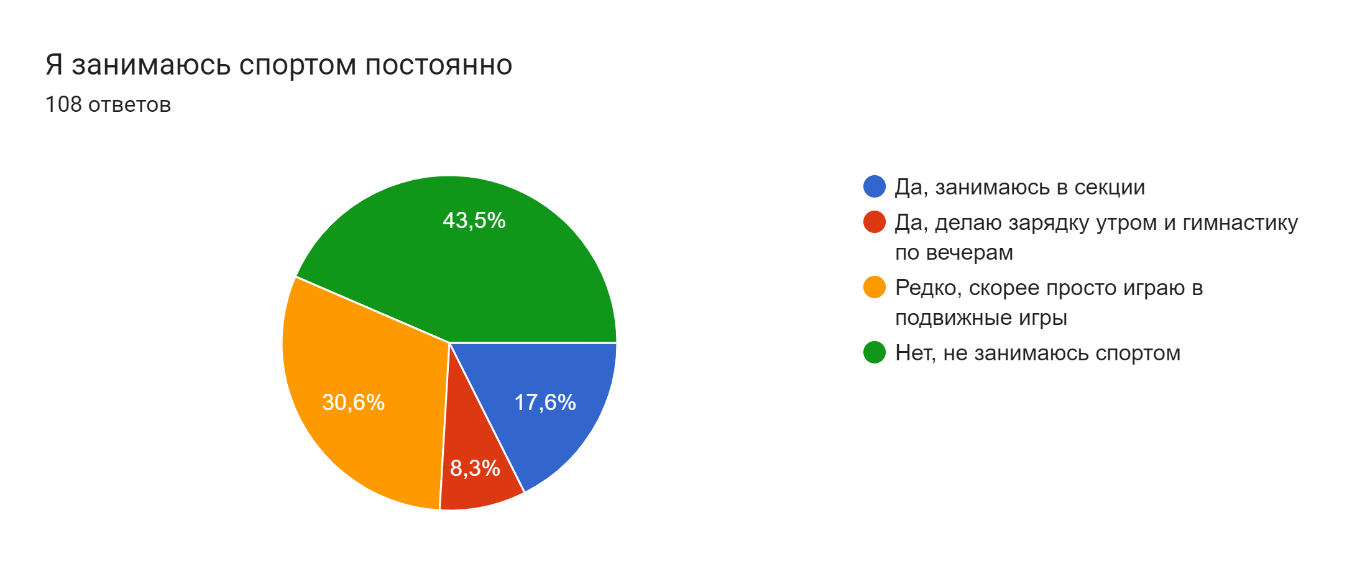 Я занимаюсь спортом постоянно
108 ответов
43,5%
30,6%
17,6%
8,3%
Да, занимаюсь в секции
Да, делаю зарядку утром и гимнастику
по вечерам
Редко, скорее просто играю в
подвижные игры
Нет, не занимаюсь спортом